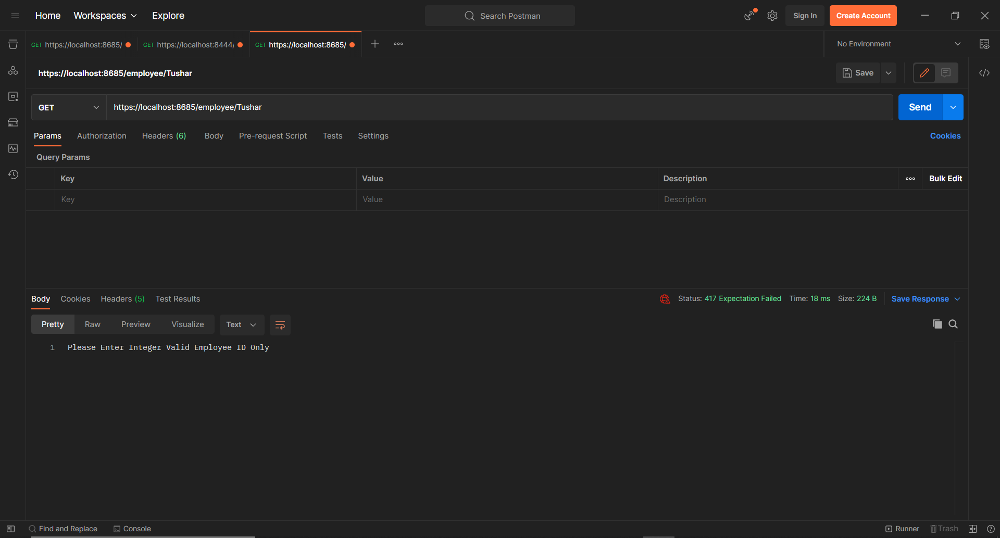 Home Workspaces Explore Search Postman Sign In Create Account
GET https://localhost:8685/ GET https://localhost:8444/ GET https://localhost:8685/ No Environment
https://localhost:8685/employee/Tushar Save
GET https://localhost:8685/employee/Tushar Send
Params Authorization Headers (6) Body Pre-request Script Tests Settings Cookies
Query Params
Key Value Description Bulk Edit
Key Value Description
Body Cookies Headers (5) Test Results Status: 417 Expectation Failed Time: 18 ms Size: 224 B Save Response
Pretty Raw Preview Visualize Text
1 Please Enter Integer Valid Employee ID Only
Find and Replace Console Runner Trash